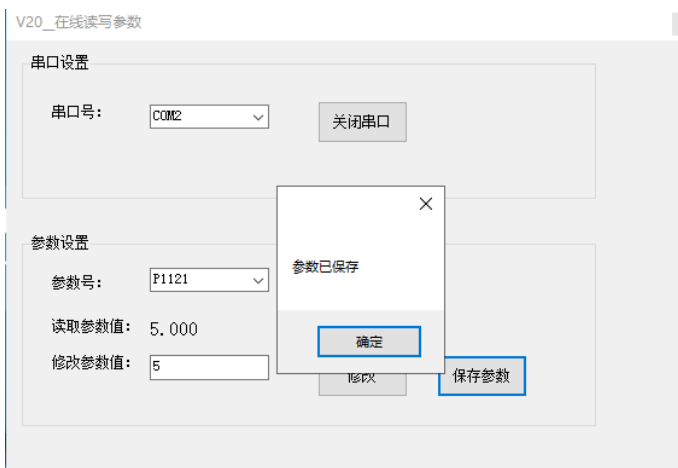 V20__在线读写参数
串口设置
串口号： COM2 关闭串口
参数设置
参数已保存
参数号： P1121
读取参数值： 5.000
确定
修改参数值： 5 修改 保存参数